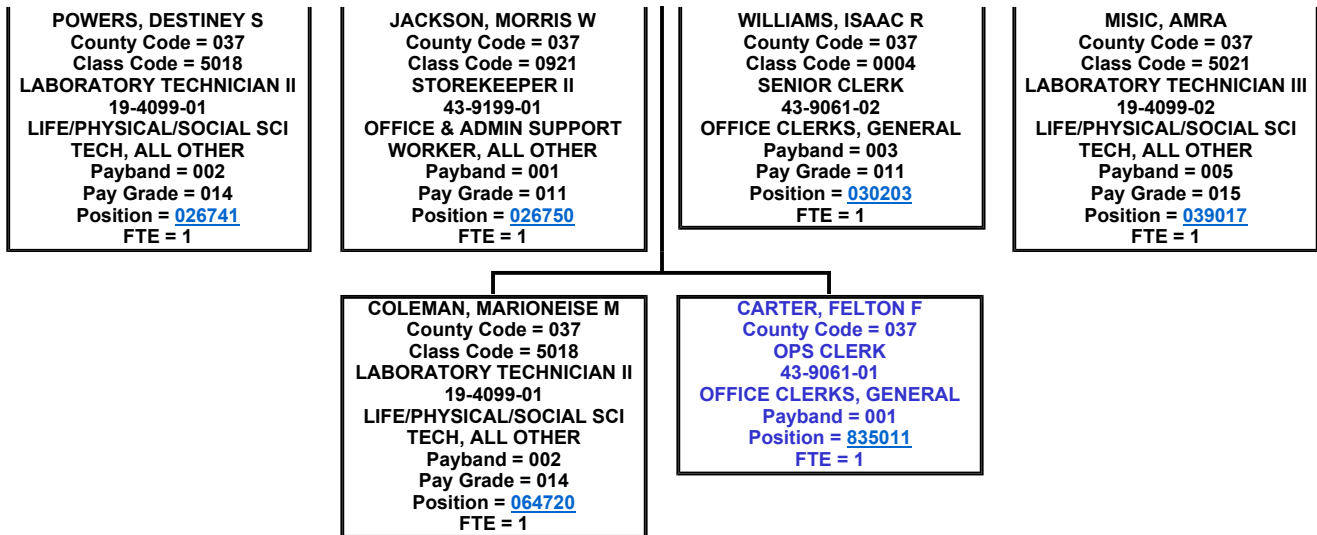 POWERS, DESTINEY S
County Code = 037
Class Code = 5018
LABORATORY TECHNICIAN II
19-4099-01
LIFE/PHYSICAL/SOCIAL SCI
TECH, ALL OTHER
Payband = 002
Pay Grade = 014
Position = 026741
FTE = 1
JACKSON, MORRIS W
County Code = 037
Class Code = 0921
STOREKEEPER II
43-9199-01
OFFICE & ADMIN SUPPORT
WORKER, ALL OTHER
Payband = 001
Pay Grade = 011
Position = 026750
FTE = 1
WILLIAMS, ISAAC R
County Code = 037
Class Code = 0004
SENIOR CLERK
43-9061-02
OFFICE CLERKS, GENERAL
Payband = 003
Pay Grade = 011
Position = 030203
FTE = 1
MISIC, AMRA
County Code = 037
Class Code = 5021
LABORATORY TECHNICIAN III
19-4099-02
LIFE/PHYSICAL/SOCIAL SCI
TECH, ALL OTHER
Payband = 005
Pay Grade = 015
Position = 039017
FTE = 1
COLEMAN, MARIONEISE M
County Code = 037
Class Code = 5018
LABORATORY TECHNICIAN II
19-4099-01
LIFE/PHYSICAL/SOCIAL SCI
TECH, ALL OTHER
Payband = 002
Pay Grade = 014
Position = 064720
FTE = 1
CARTER, FELTON F
County Code = 037
OPS CLERK
43-9061-01
OFFICE CLERKS, GENERAL
Payband = 001
Position = 835011
FTE = 1